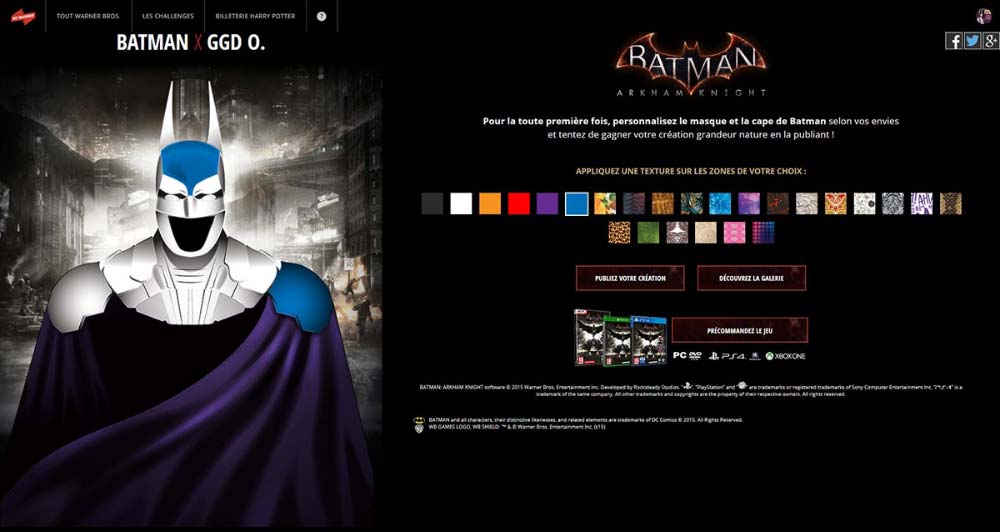 MY WARNER
TOUT WARNER BROS.
LES CHALLENGES
BILLETERIE HARRY POTTER
?
BATMAN X GGD O.
BATMAN
ARKHAM KNIGHT
Pour la toute première fois, personnalisez le masque et la cape de Batman selon vos envies
et tentez de gagner votre création grandeur nature en la publiant !
APPLIQUEZ UNE TEXTURE SUR LES ZONES DE VOTRE CHOIX :
PUBLIEZ VOTRE CRÉATION
DÉCOUVREZ LA GALERIE
PRÉCOMMANDEZ LE JEU
PC DVD PS4 XBOX ONE
BATMAN: ARKHAM KNIGHT software © 2015 Warner Bros. Entertainment Inc. Developed by Rocksteady Studios. "", "PlayStation" and "" are trademarks or registered trademarks of Sony Computer Entertainment Inc. "" is a
trademark of the same company. All other trademarks and copyrights are the property of their respective owners. All rights reserved.
BATMAN and all characters, their distinctive likenesses, and related elements are trademarks of DC Comics © 2015. All Rights Reserved.
WB GAMES LOGO, WB SHIELD: ™ & © Warner Bros. Entertainment Inc. (s15)